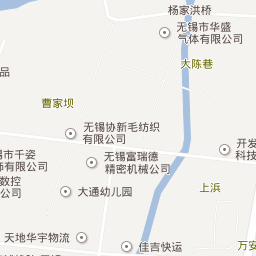 杨家洪桥
无锡市华盛
气体有限公司
大陈巷
品
曹家坝
无锡协新毛纺织
有限公司
开发
科技
无锡富瑞德
精密机械公司
锡市千姿
饰有限公司
数控
公司
大通幼儿园
上浜
天地华宇物流
佳吉快运
万安